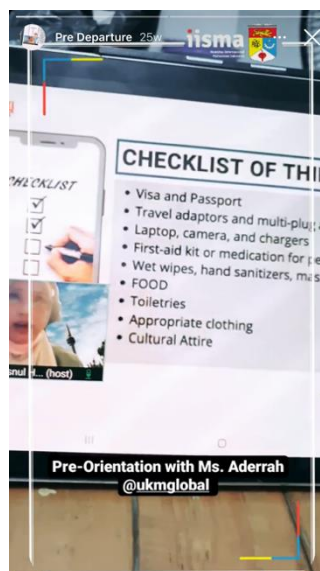 Pre Departure 25w
iisma
CHECKLIST OF THI
CHECKLIST
• Visa and Passport
• Travel adaptors and multi-plug
• Laptop, camera, and chargers
• First-aid kit or medication for pe
• Wet wipes, hand sanitizers, mas
• FOOD
• Toiletries
• Appropriate clothing
• Cultural Attire
snul H... (host)
Pre-Orientation with Ms. Aderrah
@ukmglobal